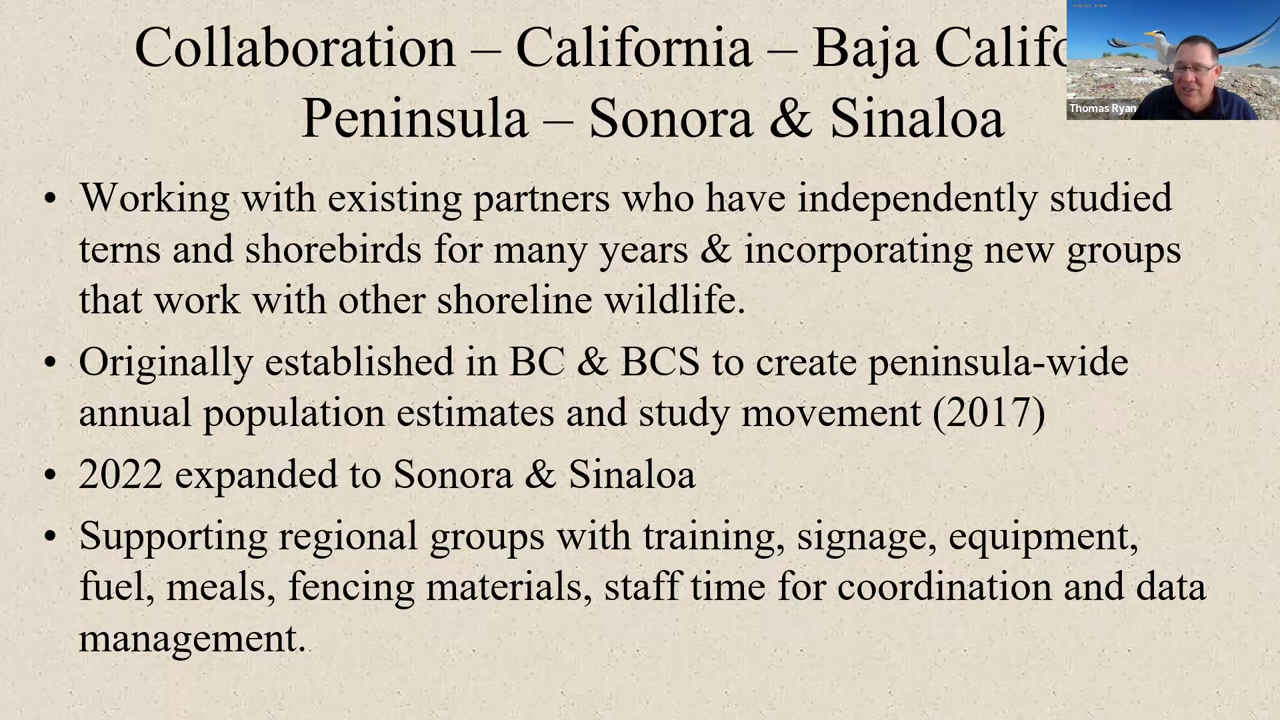 Collaboration – California – Baja Califo
Peninsula – Sonora & Sinaloa
Thomas Ryan
• Working with existing partners who have independently studied
terns and shorebirds for many years & incorporating new groups
that work with other shoreline wildlife.
• Originally established in BC & BCS to create peninsula-wide
annual population estimates and study movement (2017)
• 2022 expanded to Sonora & Sinaloa
• Supporting regional groups with training, signage, equipment,
fuel, meals, fencing materials, staff time for coordination and data
management.